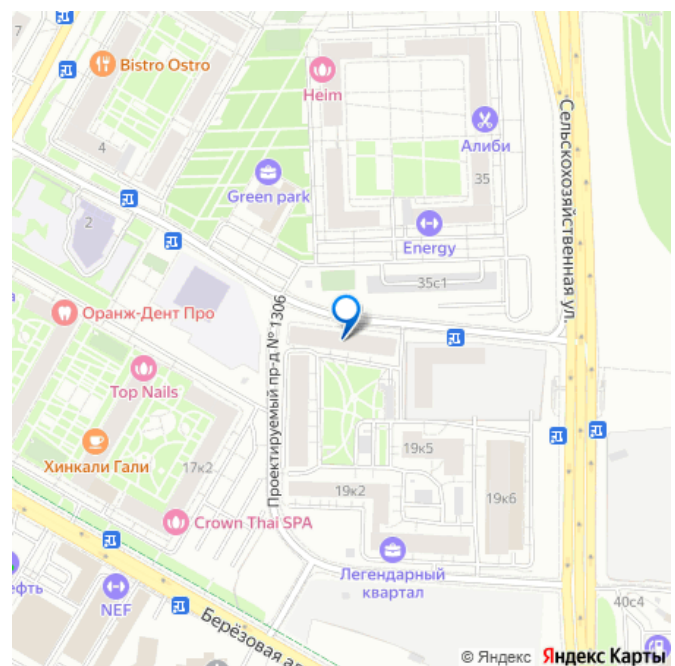 7
Bistro Ostro
4
Heim
Алиби
35
Green park
2
Energy
35с1
Сельскохозяйственная ул.
а
Оранж-Дент Про
Проектируемый пр-д № 1306
Top Nails
Хинкали Гали
17к2
19к5
19к2
19к6
Crown Thai SPA
Легендарный
квартал
ефть
NEF
Берёзовая ал
40с4
© Яндекс Яндекс Карты